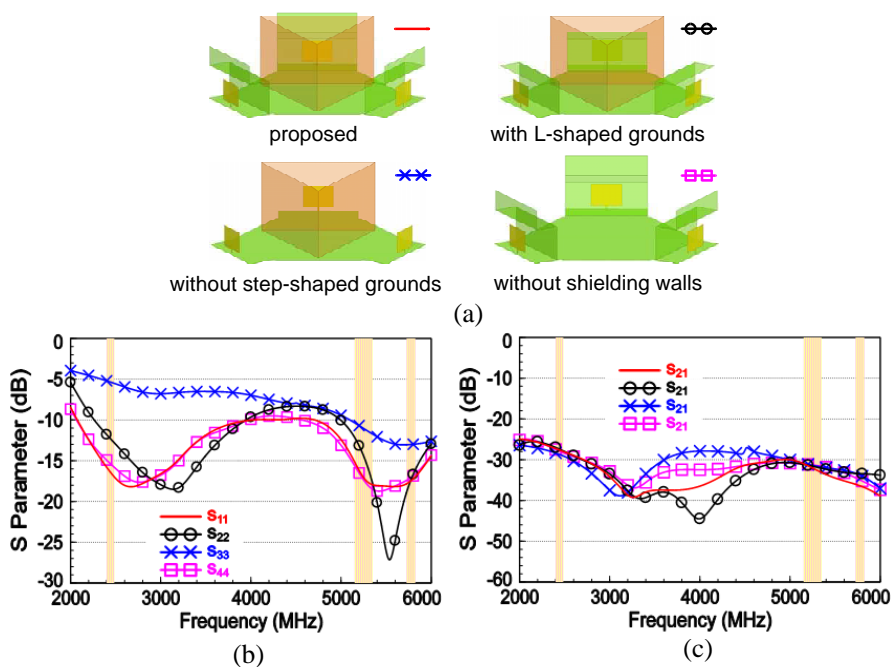 proposed
with L-shaped grounds
without step-shaped grounds
without shielding walls
(a)
0
-5
-10
-15
-20
-25
-30
S Parameter (dB)
S11
S22
S33
S44
2000
3000
4000
5000
6000
Frequency (MHz)
(b)
0
-10
-20
-30
-40
-50
-60
S Parameter (dB)
S21
S21
S21
S21
2000
3000
4000
5000
6000
Frequency (MHz)
(c)